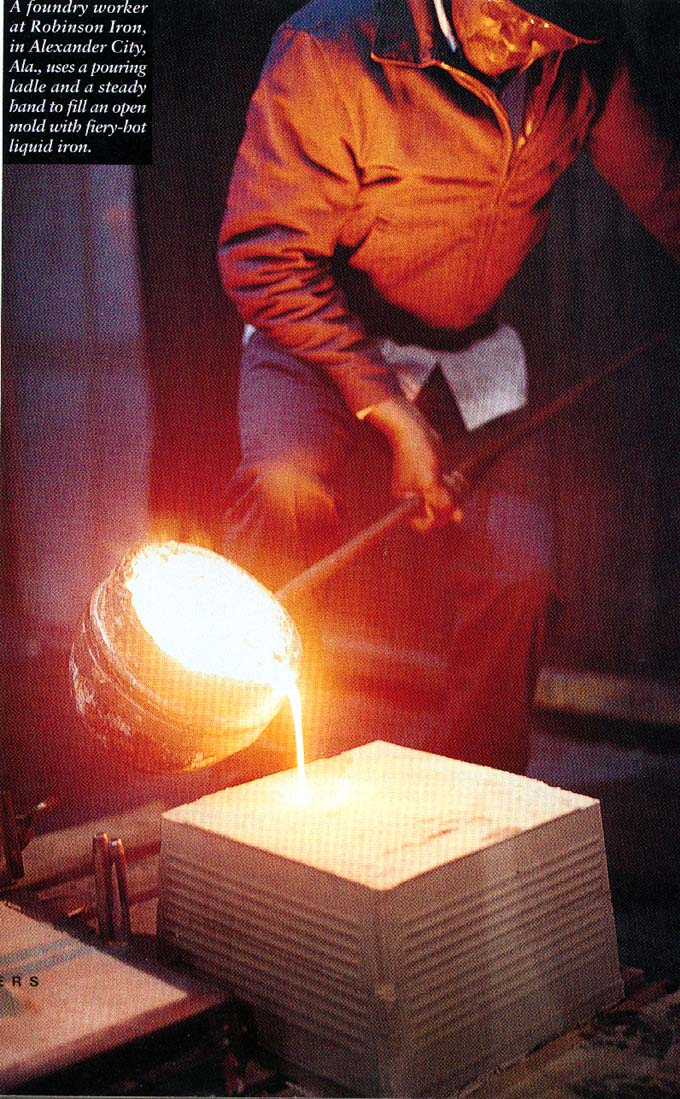 A foundry worker
at Robinson Iron,
in Alexander City,
Ala., uses a pouring
ladle and a steady
hand to fill an open
mold with fiery-hot
liquid iron.
ERS